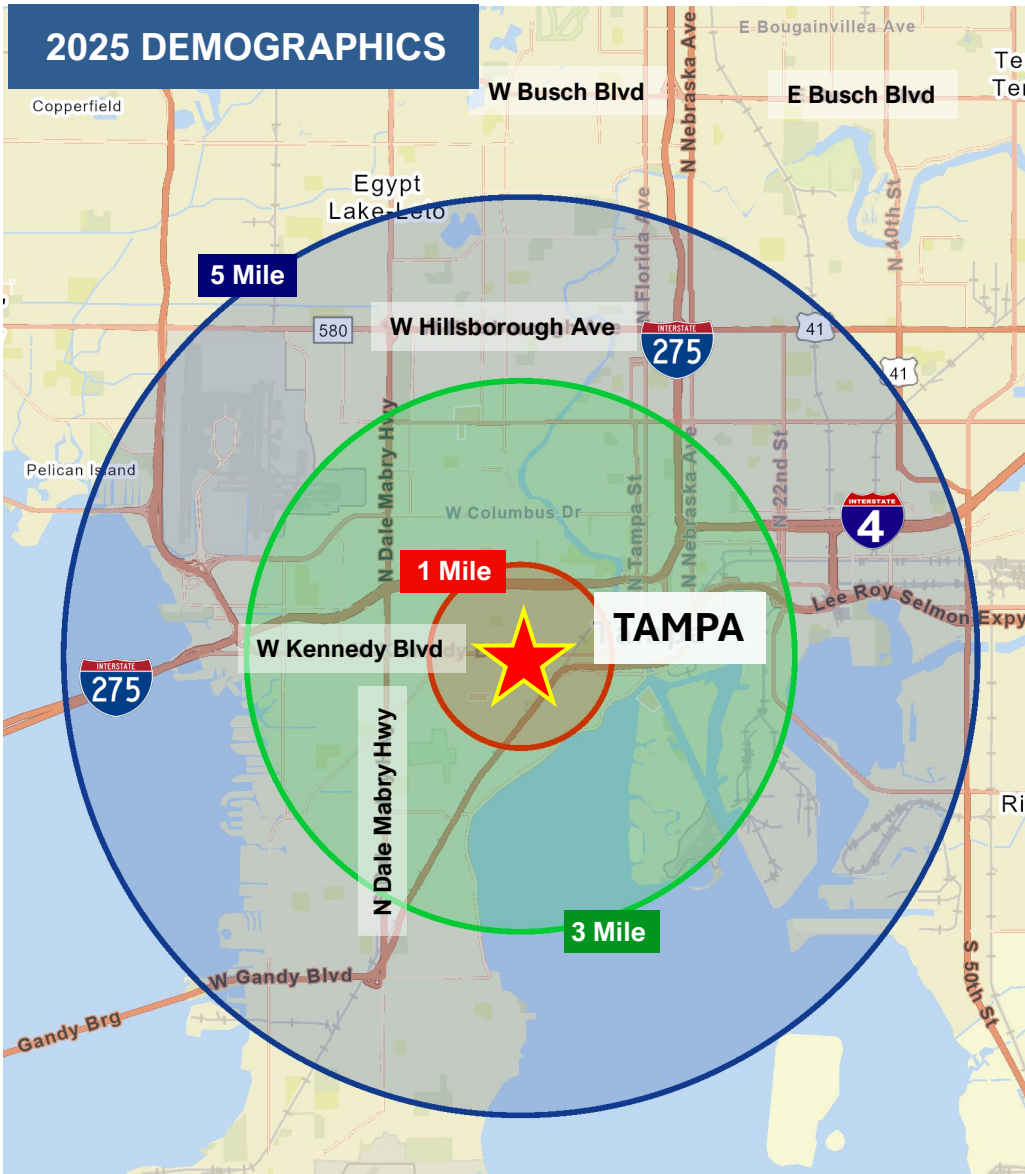 2025 DEMOGRAPHICS
E Bougainvillea Ave
Copperfield
W Busch Blvd
E Busch Blvd
N Nebraska Ave
Egypt
Lake-Leto
N Florida Ave
N 40th St
5 Mile
580
W Hillsborough Ave
INTERSTATE
275
41
41
Pelican Island
N Dale Mabry Hwy
W Columbus Dr
N Tampa St
N Nebraska Ave
N 22nd St
INTERSTATE
4
1 Mile
Lee Roy Selmon Expy
TAMPA
W Kennedy Blvd
INTERSTATE
275
N Dale Mabry Hwy
3 Mile
W Gandy Blvd
Gandy Brg
S 50th St